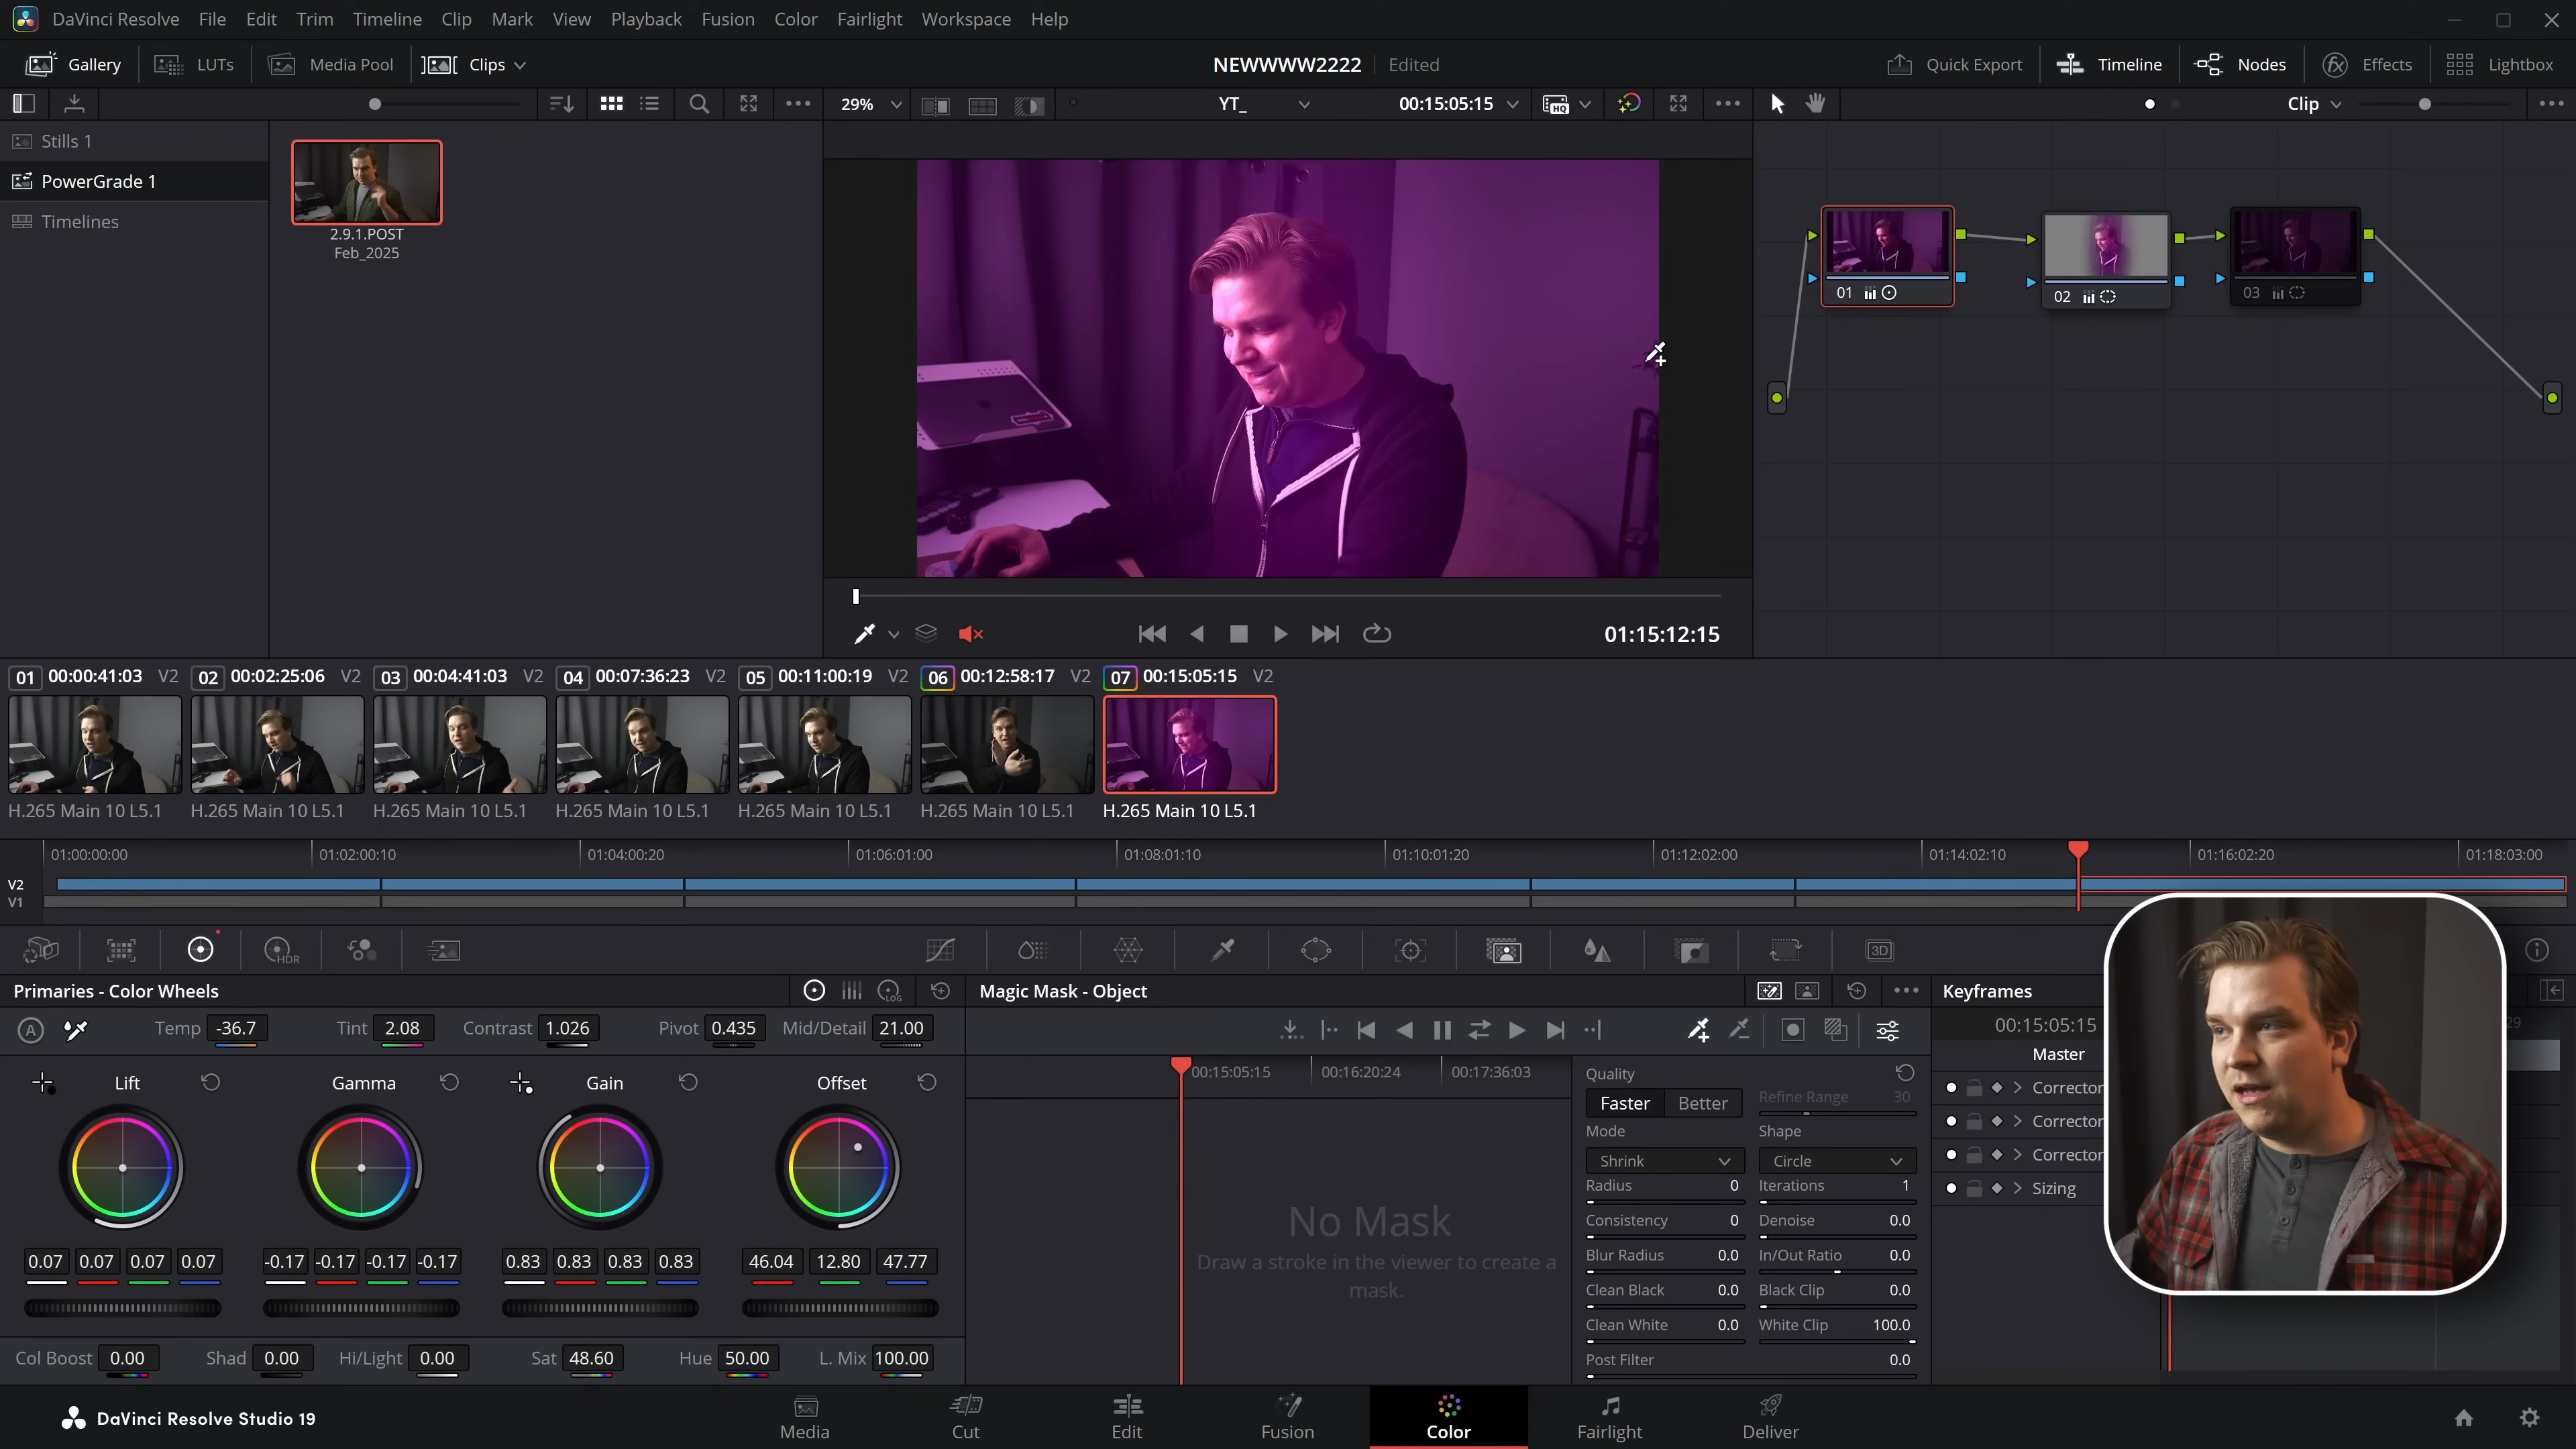 DaVinci Resolve File Edit Trim Timeline Clip Mark View Playback Fusion Color Fairlight Workspace Help
Gallery LUTs Media Pool Clips NEWWWW2222 Edited Quick Export Timeline Nodes Effects Lightbox
29% YT_ 00:15:05:15 HQ Clip
Stills 1
PowerGrade 1
Timelines
2.9.1.POST
Feb_2025
01 02 03
01:15:12:15
01 00:00:41:03 V2 02 00:02:25:06 V2 03 00:04:41:03 V2 04 00:07:36:23 V2 05 00:11:00:19 V2 06 00:12:58:17 V2 07 00:15:05:15 V2
H.265 Main 10 L5.1 H.265 Main 10 L5.1 H.265 Main 10 L5.1 H.265 Main 10 L5.1 H.265 Main 10 L5.1 H.265 Main 10 L5.1 H.265 Main 10 L5.1
01:00:00:00 01:02:00:10 01:04:00:20 01:06:01:00 01:08:01:10 01:10:01:20 01:12:02:00 01:14:02:10 01:16:02:20 01:18:03:00
V2
V1
HDR 3D
Primaries - Color Wheels LOG Magic Mask - Object Keyframes
A Temp -36.7 Tint 2.08 Contrast 1.026 Pivot 0.435 Mid/Detail 21.00 00:15:05:15
Master
Lift Gamma Gain Offset
00:15:05:15 00:16:20:24 00:17:36:03
Quality
Faster Better Refine Range 30
Mode Shape
Shrink Circle
Radius 0 Iterations 1
Consistency 0 Denoise 0.0
Blur Radius 0.0 In/Out Ratio 0.0
Clean Black 0.0 Black Clip 0.0
Clean White 0.0 White Clip 100.0
Post Filter 0.0
Corrector
Corrector
Corrector
Sizing
No Mask
Draw a stroke in the viewer to create a
mask.
0.07 0.07 0.07 0.07 -0.17 -0.17 -0.17 -0.17 0.83 0.83 0.83 0.83 46.04 12.80 47.77
Col Boost 0.00 Shad 0.00 Hi/Light 0.00 Sat 48.60 Hue 50.00 L. Mix 100.00
DaVinci Resolve Studio 19
Media Cut Edit Fusion Color Fairlight Deliver